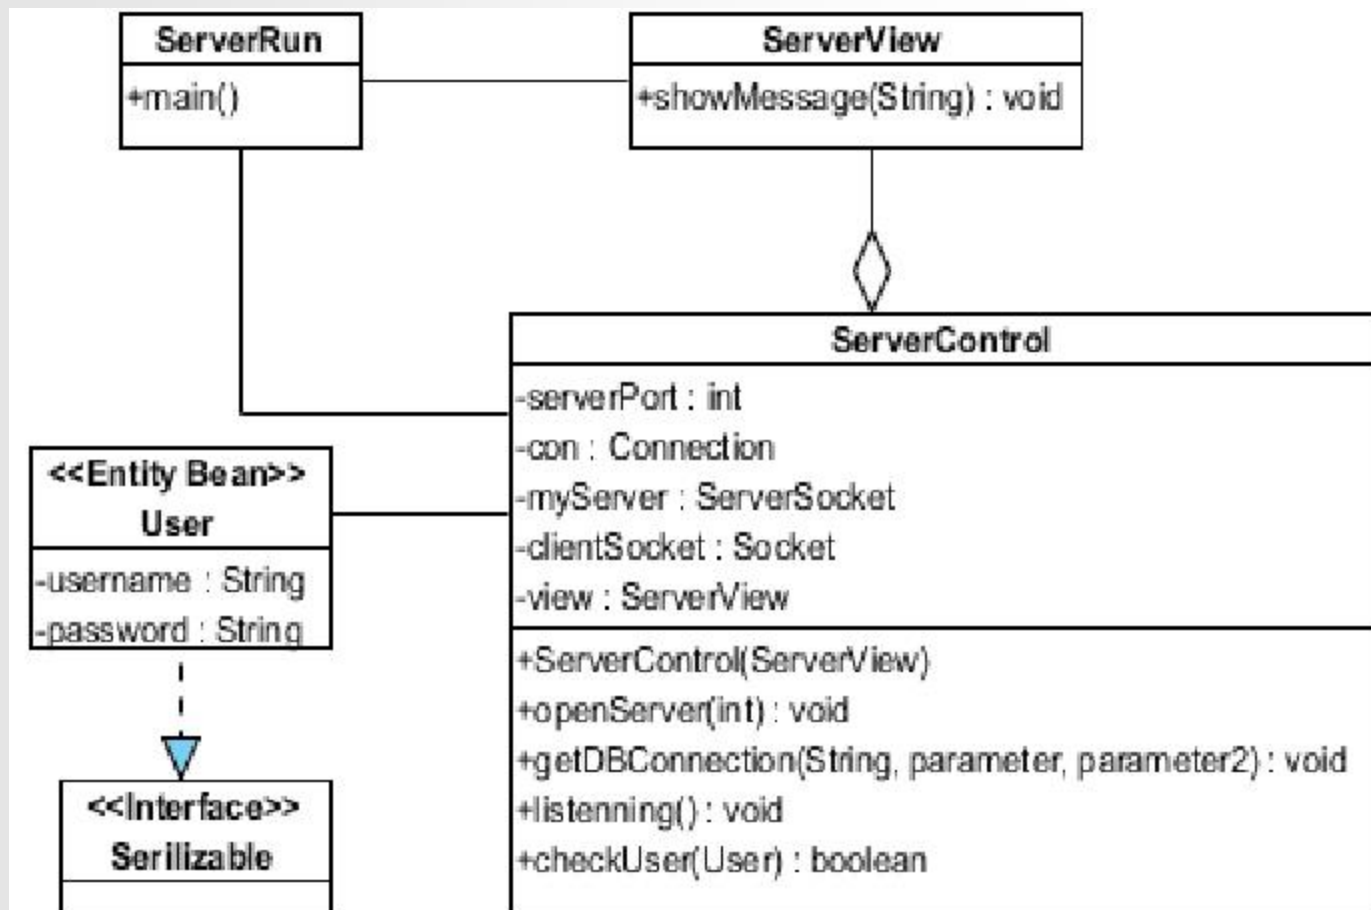 ServerRun
+main()
ServerView
+showMessage(String) : void
ServerControl
-serverPort : int
-con : Connection
-myServer : ServerSocket
-clientSocket : Socket
-view : ServerView
+ServerControl(ServerView)
+openServer(int) : void
+getDBConnection(String, parameter, parameter2) : void
+listenning() : void
+checkUser(User) : boolean
<<Entity Bean>>
User
-username : String
-password : String
<<Interface>>
Serilizable